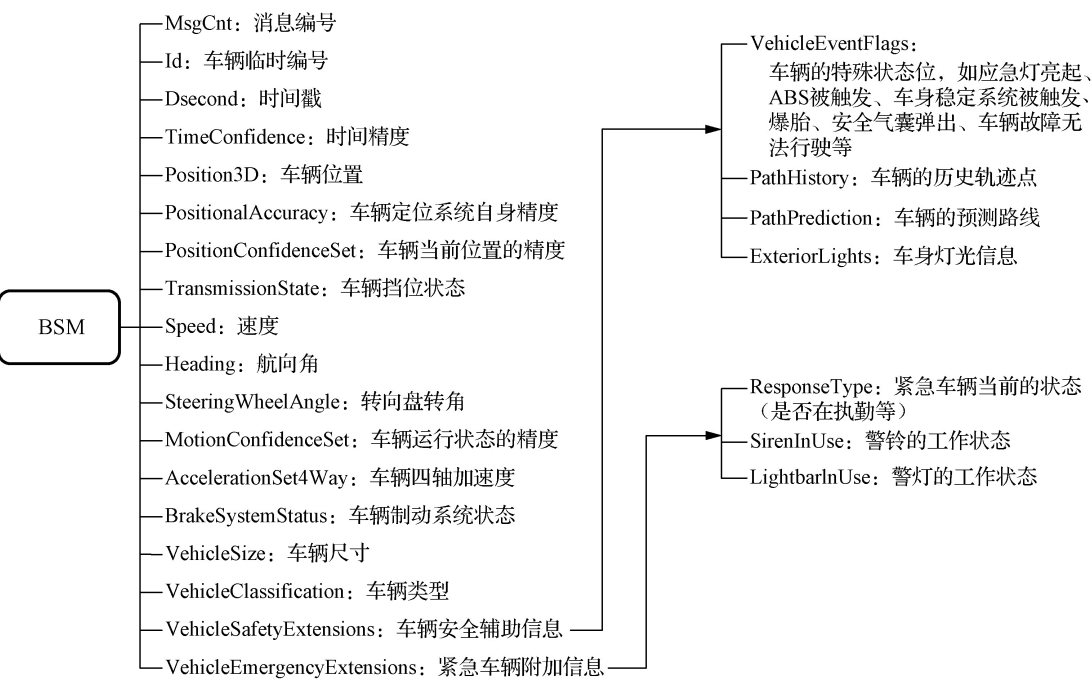 BSM
MsgCnt：消息编号
Id：车辆临时编号
Dsecond：时间戳
TimeConfidence：时间精度
Position3D：车辆位置
PositionalAccuracy：车辆定位系统自身精度
PositionConfidenceSet：车辆当前位置的精度
TransmissionState：车辆挡位状态
Speed：速度
Heading：航向角
SteeringWheelAngle：转向盘转角
MotionConfidenceSet：车辆运行状态的精度
AccelerationSet4Way：车辆四轴加速度
BrakeSystemStatus：车辆制动系统状态
VehicleSize：车辆尺寸
VehicleClassification：车辆类型
VehicleSafetyExtensions：车辆安全辅助信息
VehicleEmergencyExtensions：紧急车辆附加信息
VehicleEventFlags：
车辆的特殊状态位，如应急灯亮起、
ABS被触发、车身稳定系统被触发、
爆胎、安全气囊弹出、车辆故障无
法行驶等
PathHistory：车辆的历史轨迹点
PathPrediction：车辆的预测路线
ExteriorLights：车身灯光信息
ResponseType：紧急车辆当前的状态
（是否在执勤等）
SirenInUse：警铃的工作状态
LightbarlnUse：警灯的工作状态